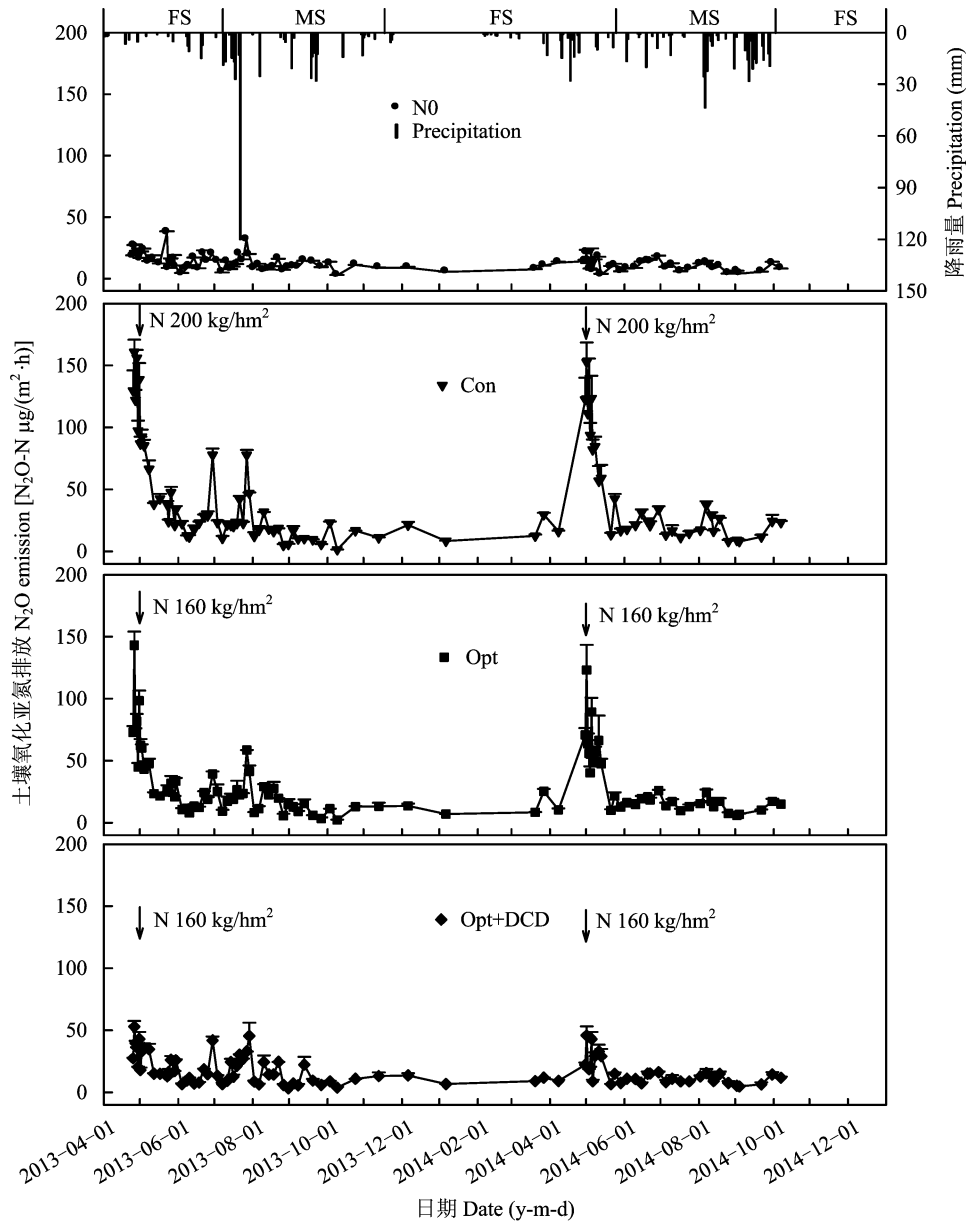 FS MS FS MS FS
200 0
150 30
N0
Precipitation
60
100
90
50
120
0
150
降雨量 Precipitation (mm)
土壤氧化亚氮排放 N₂O emission [N₂O-N μg/(m²·h)]
200
N 200 kg/hm² N 200 kg/hm²
150
Con
100
50
0
200
N 160 kg/hm² N 160 kg/hm²
150
Opt
100
50
0
200
150
N 160 kg/hm² Opt+DCD N 160 kg/hm²
100
50
0
2013-04-01 2013-06-01 2013-08-01 2013-10-01 2013-12-01 2014-02-01 2014-04-01 2014-06-01 2014-08-01 2014-10-01 2014-12-01
日期 Date (y-m-d)